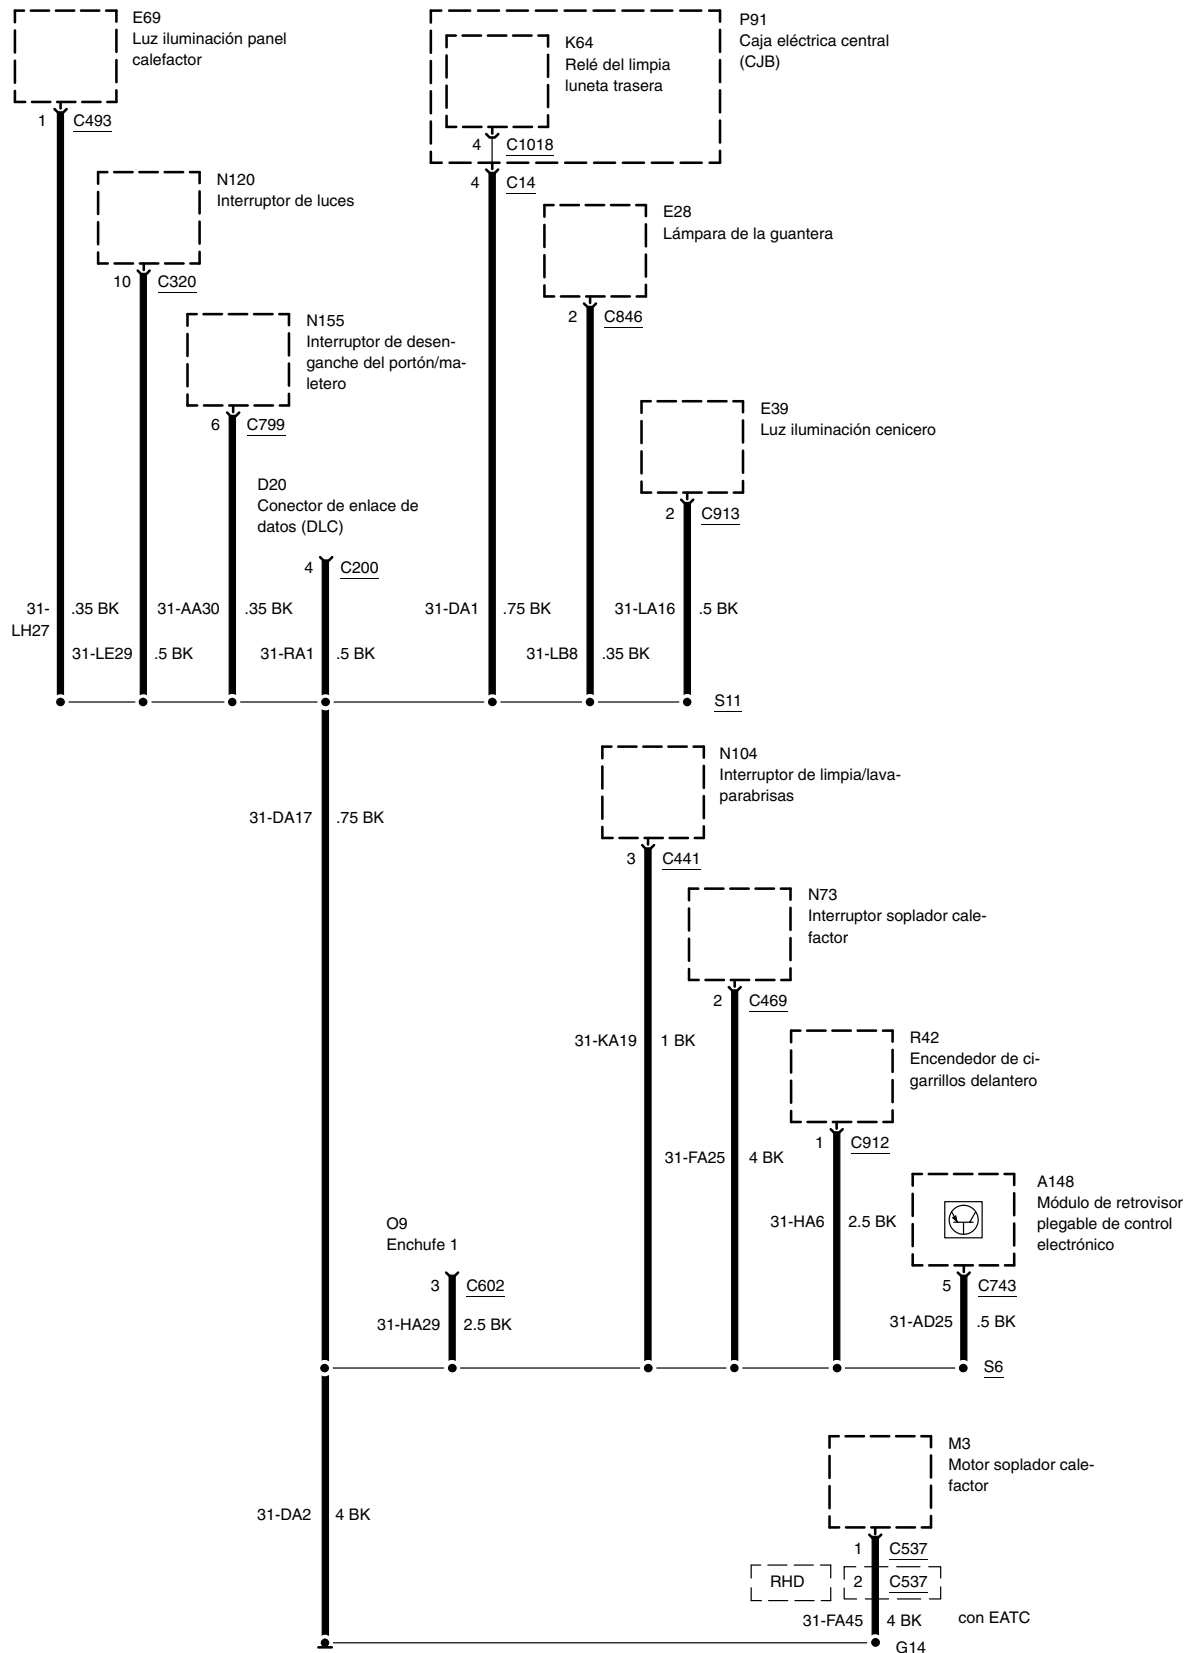 E69
Luz iluminación panel
calefactor
1 C493
P91
Caja eléctrica central
(CJB)
K64
Relé del limpia
luneta trasera
4 C1018
4 C14
N120
Interruptor de luces
10 C320
E28
Lámpara de la guantera
2 C846
N155
Interruptor de desen-
ganche del portón/ma-
letero
6 C799
E39
Luz iluminación cenicero
2 C913
D20
Conector de enlace de
datos (DLC)
4 C200
31-
LH27
.35 BK
31-AA30 .35 BK
31-DA1 .75 BK
31-LA16 .5 BK
31-LE29 .5 BK
31-RA1 .5 BK
31-LB8 .35 BK
S11
N104
Interruptor de limpia/lava-
parabrisas
3 C441
31-DA17 .75 BK
N73
Interruptor soplador cale-
factor
2 C469
31-KA19 1 BK
R42
Encendedor de ci-
garrillos delantero
1 C912
31-FA25 4 BK
A148
Módulo de retrovisor
plegable de control
electrónico
5 C743
31-HA6 2.5 BK
O9
Enchufe 1
3 C602
31-HA29 2.5 BK
31-AD25 .5 BK
S6
M3
Motor soplador cale-
factor
31-DA2 4 BK
1 C537
RHD 2 C537
31-FA45 4 BK con EATC
G14